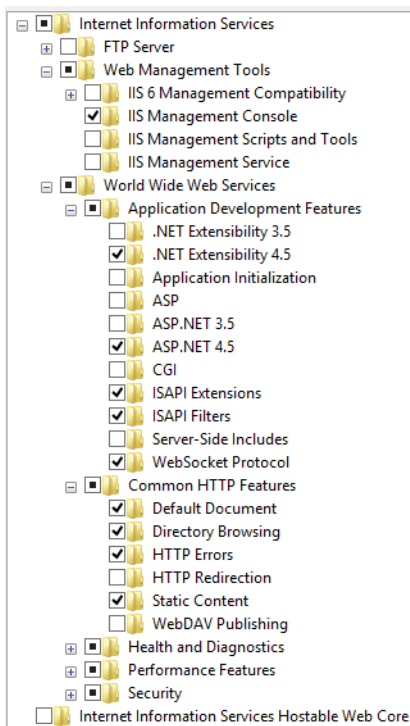 Internet Information Services
FTP Server
Web Management Tools
IIS 6 Management Compatibility
IIS Management Console
IIS Management Scripts and Tools
IIS Management Service
World Wide Web Services
Application Development Features
.NET Extensibility 3.5
.NET Extensibility 4.5
Application Initialization
ASP
ASP.NET 3.5
ASP.NET 4.5
CGI
ISAPI Extensions
ISAPI Filters
Server-Side Includes
WebSocket Protocol
Common HTTP Features
Default Document
Directory Browsing
HTTP Errors
HTTP Redirection
Static Content
WebDAV Publishing
Health and Diagnostics
Performance Features
Security
Internet Information Services Hostable Web Core